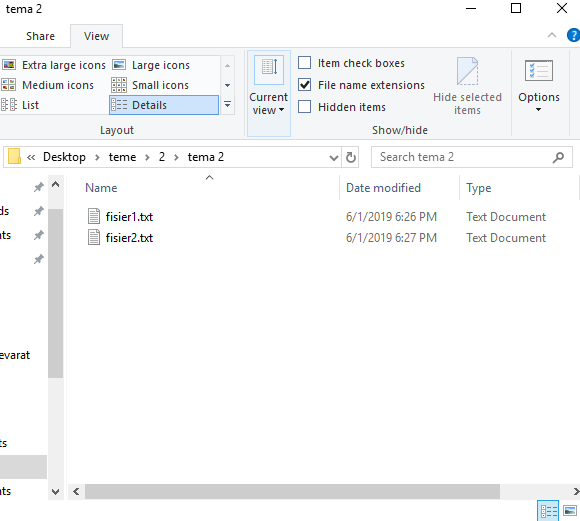 tema 2
Share View
Extra large icons Large icons
Medium icons Small icons
List Details
Layout
Current view
Item check boxes
File name extensions
Hidden items
Hide selected items
Show/hide
Options
« Desktop > teme > 2 > tema 2
Search tema 2
Name Date modified Type
fisier1.txt 6/1/2019 6:26 PM Text Document
fisier2.txt 6/1/2019 6:27 PM Text Document
ds
nts
evarat
ts
nts